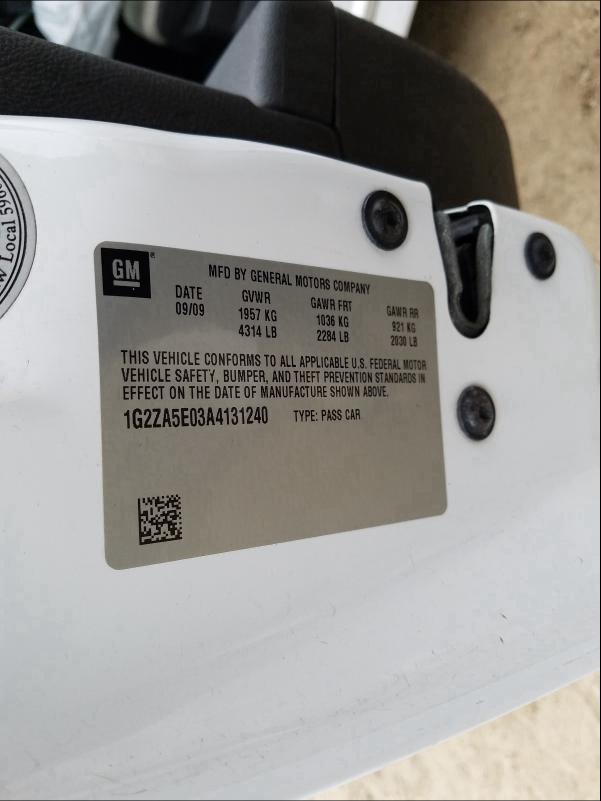 w Local 5960
GM®
MFD BY GENERAL MOTORS COMPANY
DATE GVWR GAWR FRT GAWR RR
09/09 1957 KG 1036 KG 921 KG
4314 LB 2284 LB 2030 LB
THIS VEHICLE CONFORMS TO ALL APPLICABLE U.S. FEDERAL MOTOR
VEHICLE SAFETY, BUMPER, AND THEFT PREVENTION STANDARDS IN
EFFECT ON THE DATE OF MANUFACTURE SHOWN ABOVE.
1G2ZA5E03A4131240 TYPE: PASS CAR